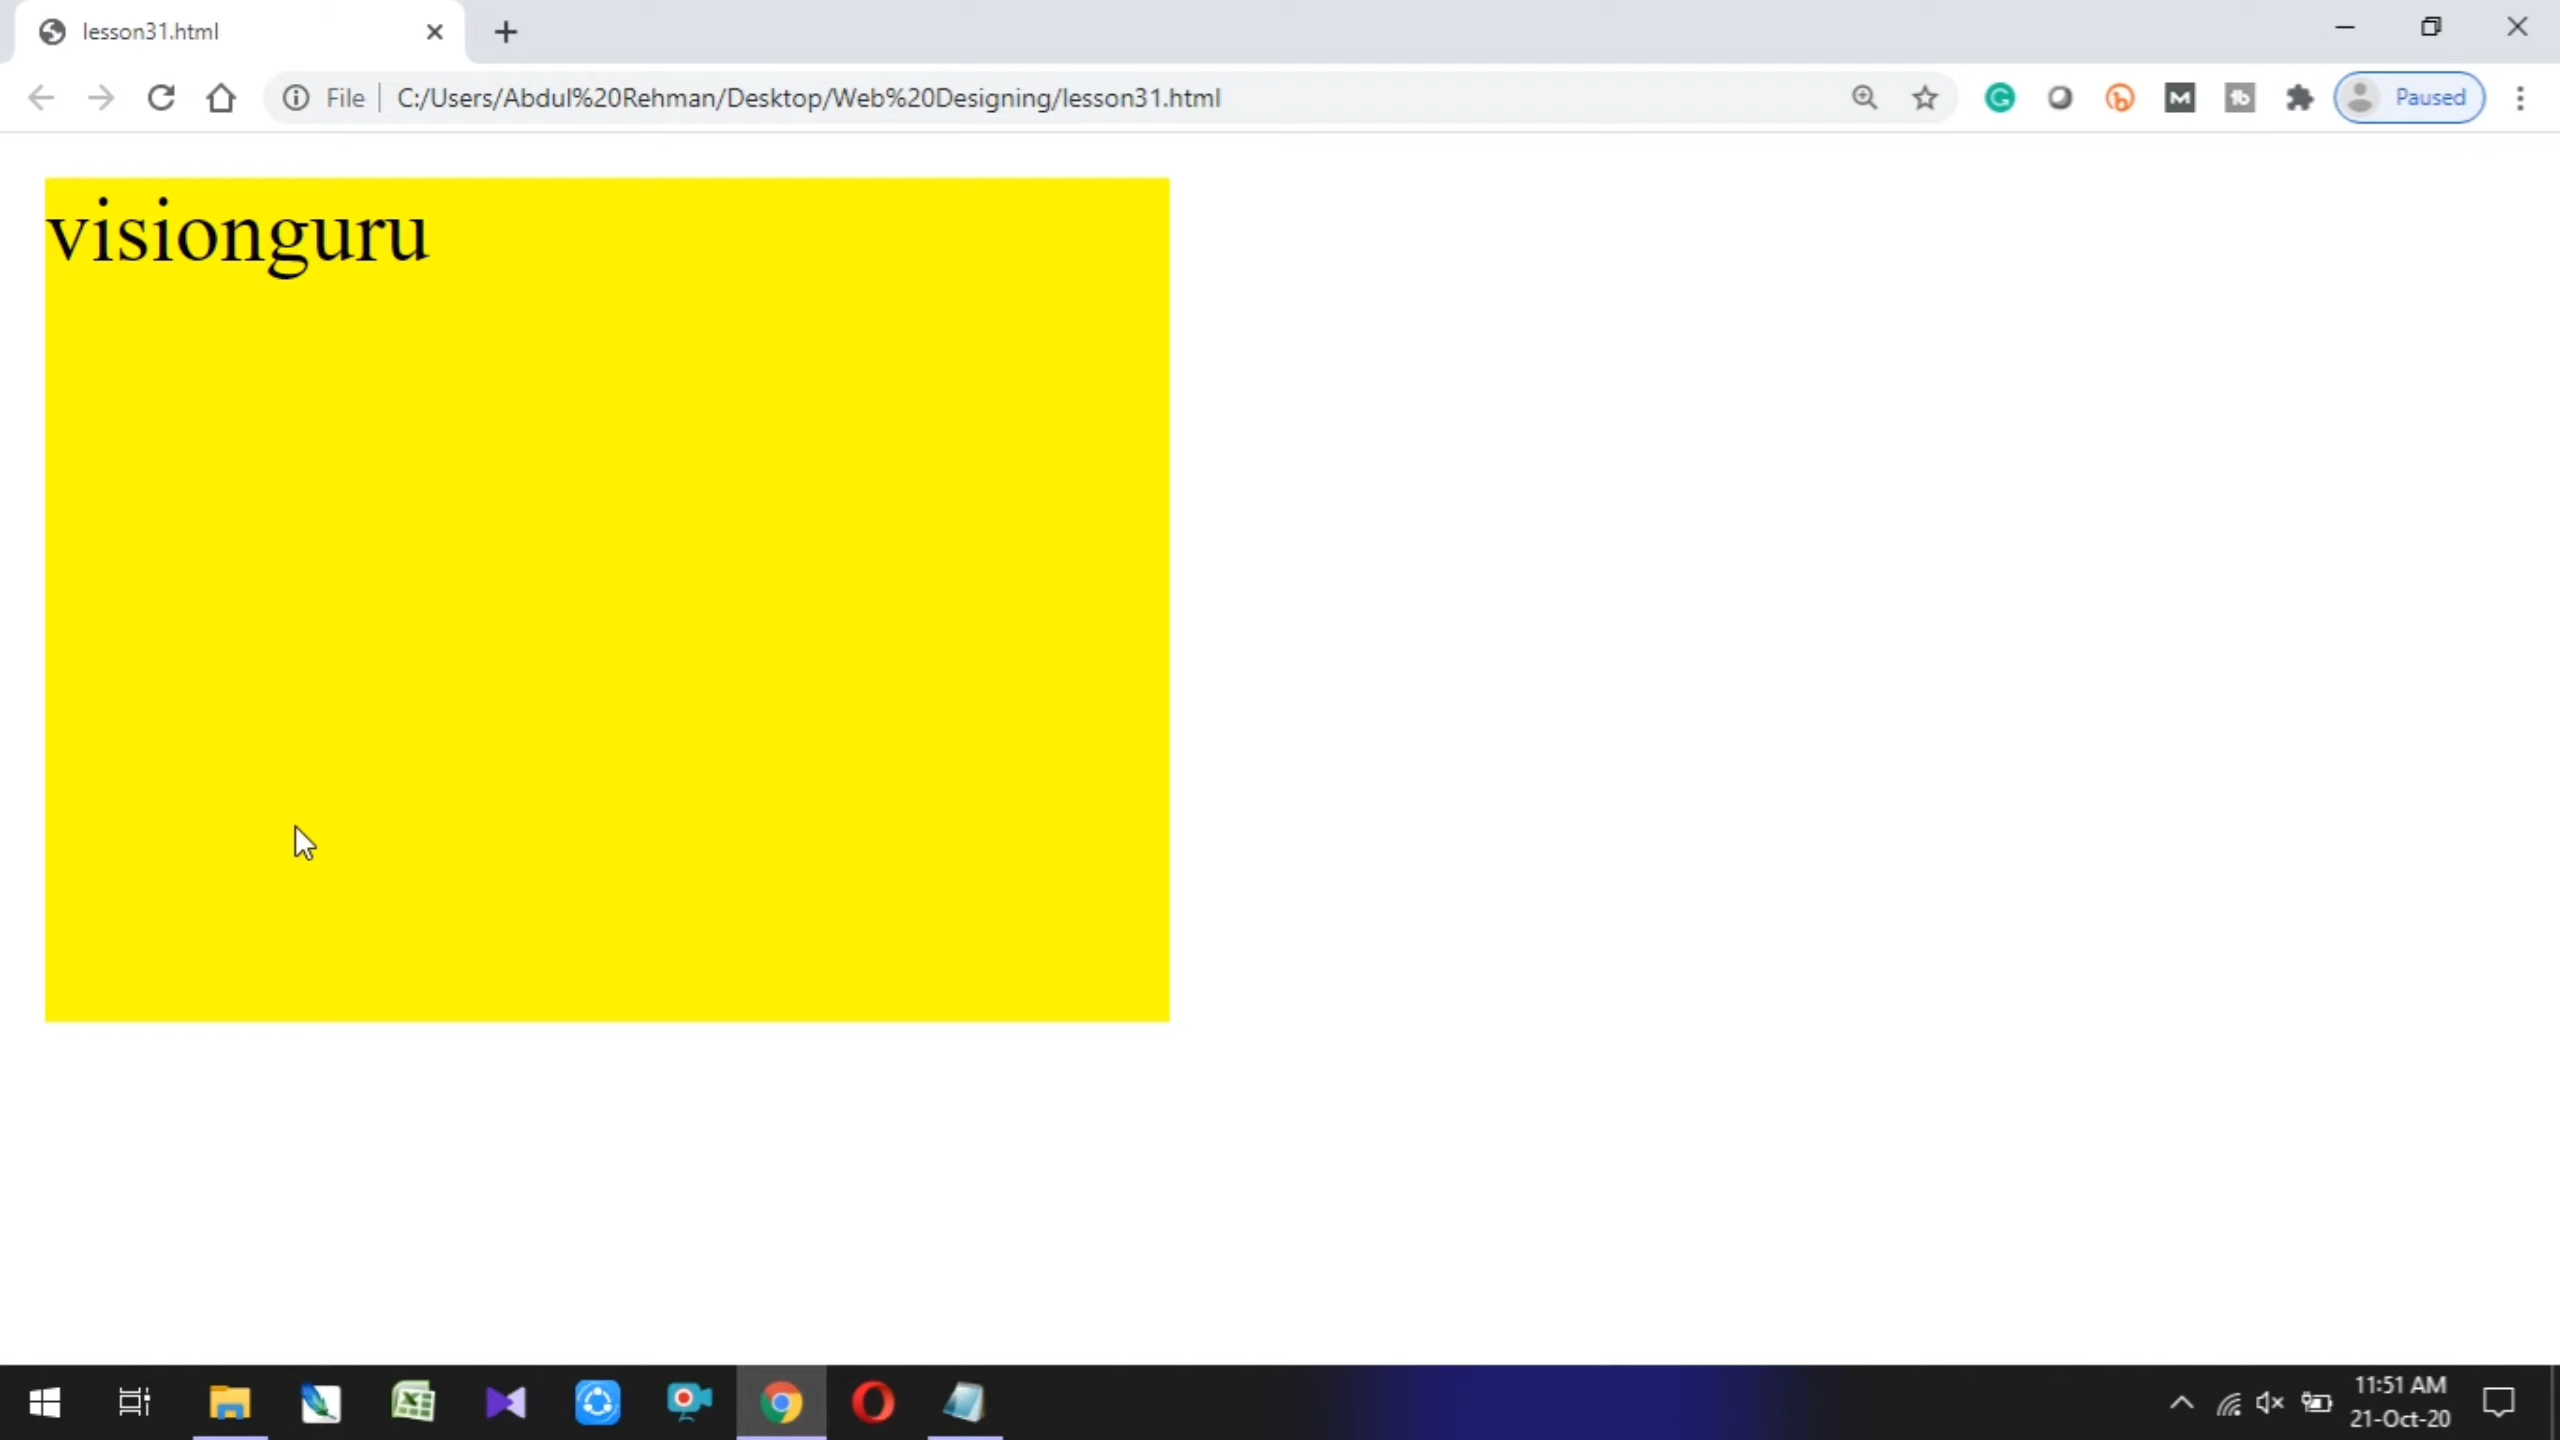 lesson31.html
File
C:/Users/Abdul%20Rehman/Desktop/Web%20Designing/lesson31.html
Paused
visionguru
11:51 AM
21-Oct-20